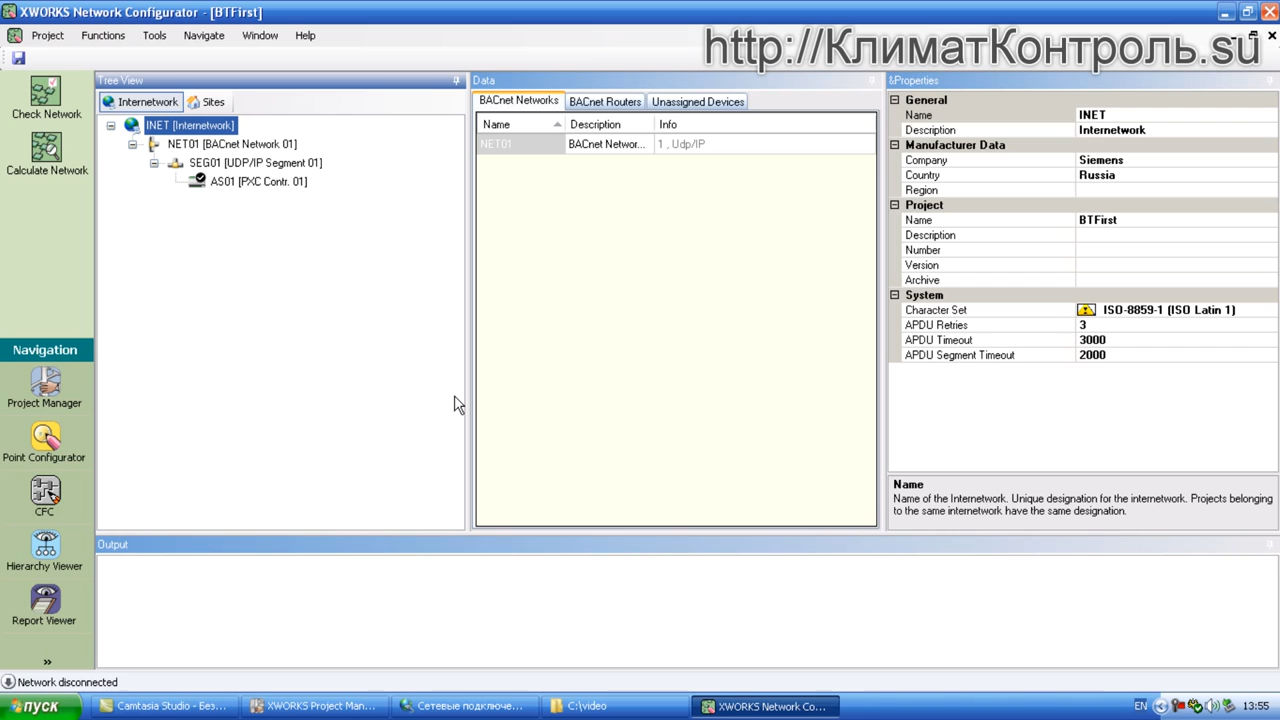 XWORKS Network Configurator - [BTFirst]
Project Functions Tools Navigate Window Help
http://КлиматКонтроль.su
Check Network
Calculate Network
Navigation
Project Manager
Point Configurator
CFC
Hierarchy Viewer
Report Viewer
»
Tree View
Internetwork Sites
INET [Internetwork]
NET01 [BACnet Network 01]
SEG01 [UDP/IP Segment 01]
AS01 [PXC Contr. 01]
Data
BACnet Networks BACnet Routers Unassigned Devices
Name Description Info
NET01 BACnet Networ... 1 , Udp/IP
&Properties
General
Name INET
Description Internetwork
Manufacturer Data
Company Siemens
Country Russia
Region
Project
Name BTFirst
Description
Number
Version
Archive
System
Character Set ISO-8859-1 (ISO Latin 1)
APDU Retries 3
APDU Timeout 3000
APDU Segment Timeout 2000
Name
Name of the Internetwork. Unique designation for the internetwork. Projects belonging
to the same internetwork have the same designation.
Output
Network disconnected
пуск Camtasia Studio - Без... XWORKS Project Man... Сетевые подключе... C:\video XWORKS Network Co... EN 13:55